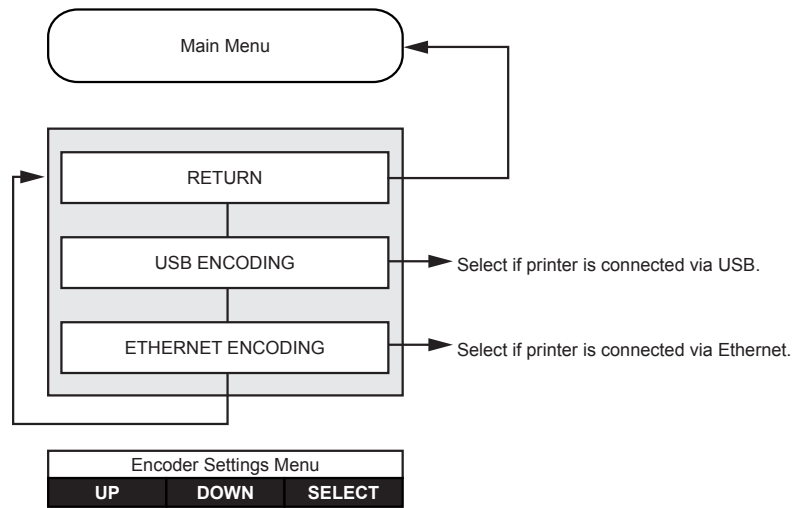 Main Menu
RETURN
USB ENCODING
Select if printer is connected via USB.
ETHERNET ENCODING
Select if printer is connected via Ethernet.
Encoder Settings Menu
UP DOWN SELECT